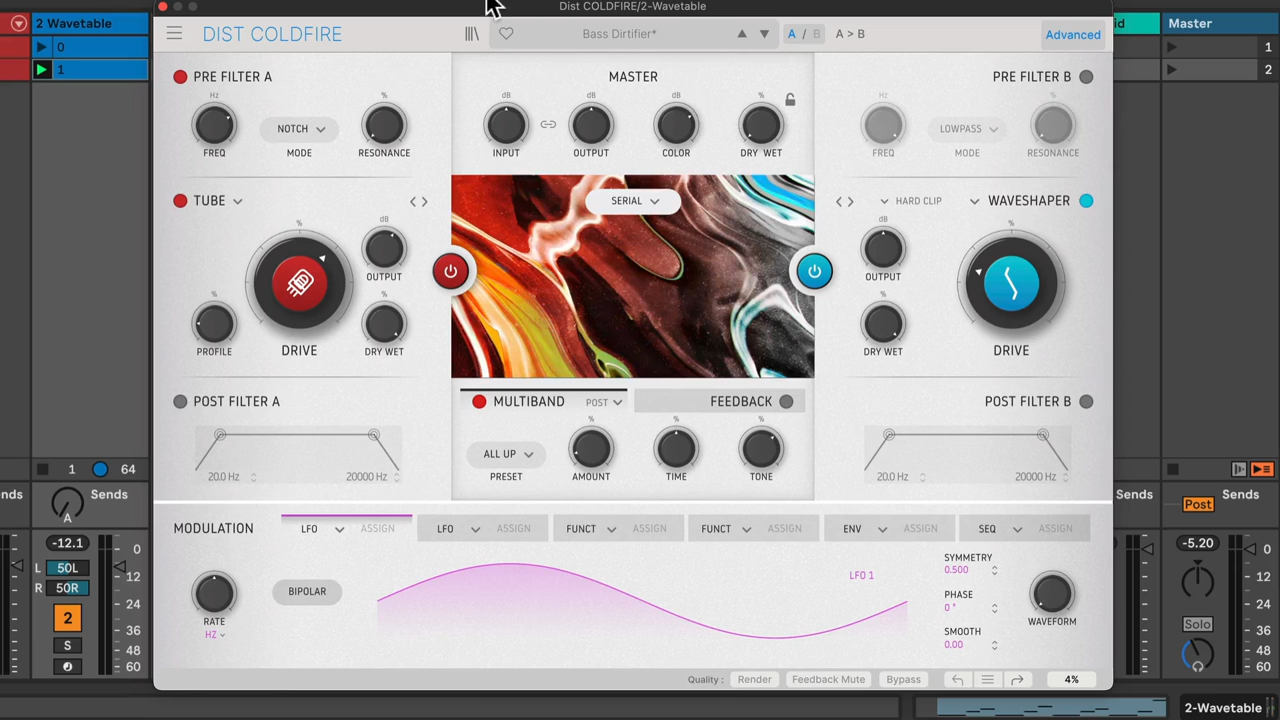 Dist COLDFIRE/2-Wavetable
2 Wavetable
0
1
id
Master
1
2
DIST COLDFIRE
Bass Dirtifier*
A / B
A > B
Advanced
PRE FILTER A
MASTER
PRE FILTER B
Hz
%
dB
dB
dB
%
Hz
%
NOTCH
LOWPASS
FREQ
MODE
RESONANCE
INPUT
OUTPUT
COLOR
DRY WET
FREQ
MODE
RESONANCE
TUBE
SERIAL
HARD CLIP
WAVESHAPER
%
dB
dB
%
OUTPUT
OUTPUT
%
%
%
PROFILE
DRIVE
DRY WET
DRY WET
DRIVE
POST FILTER A
MULTIBAND
POST
FEEDBACK
POST FILTER B
%
%
%
ALL UP
20.0 Hz
20000 Hz
PRESET
AMOUNT
TIME
TONE
20.0 Hz
20000 Hz
1
64
nds
A
Sends
Sends
Post
Sends
MODULATION
LFO
ASSIGN
LFO
ASSIGN
FUNCT
ASSIGN
FUNCT
ASSIGN
ENV
ASSIGN
SEQ
ASSIGN
-12.1
0
L
50L
12
R
50R
24
2
36
S
48
60
BIPOLAR
RATE
HZ
LFO 1
SYMMETRY
0.500
PHASE
0 °
SMOOTH
0.00
WAVEFORM
-5.20
0
12
24
Solo
36
48
60
Quality :
Render
Feedback Mute
Bypass
4%
2-Wavetable